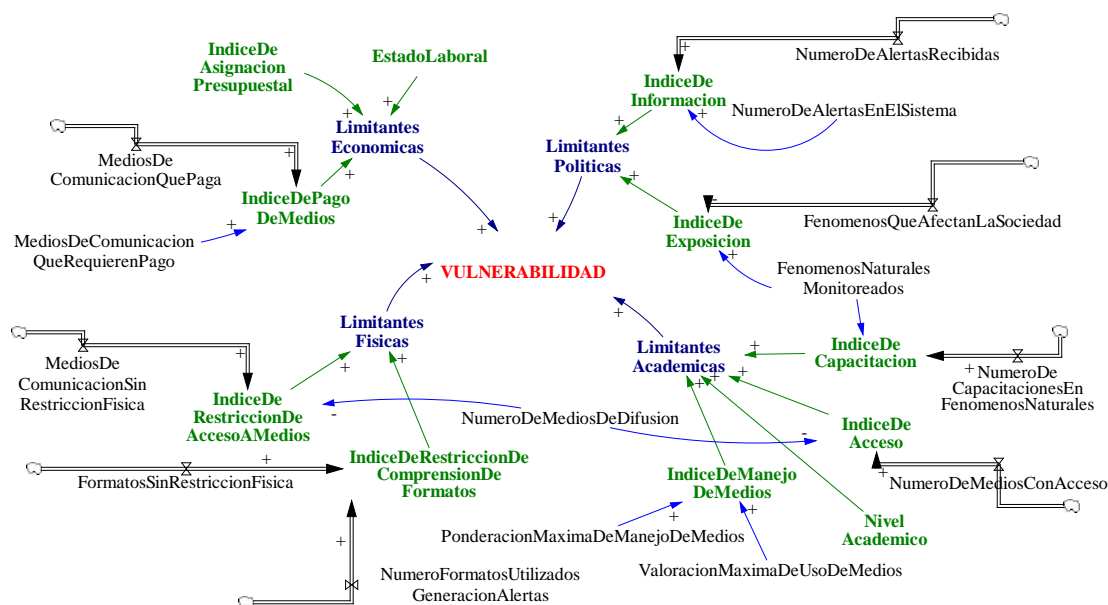 IndiceDe
Asignacion
Presupuestal
EstadoLaboral
NumeroDeAlertasRecibidas
IndiceDe
Informacion
NumeroDeAlertasEnElSistema
Limitantes
Economicas
Limitantes
Politicas
MediosDe
ComunicacionQuePaga
IndiceDePago
DeMedios
IndiceDe
Exposicion
FenomenosQueAfectanLaSociedad
MediosDeComunicacion
QueRequierenPago
VULNERABILIDAD
FenomenosNaturales
Monitoreados
Limitantes
Fisicas
Limitantes
Academicas
IndiceDe
Capacitacion
MediosDe
ComunicacionSin
RestriccionFisica
NumeroDe
CapacitacionesEn
FenomenosNaturales
IndiceDe
RestriccionDe
AccesoAMedios
NumeroDeMediosDeDifusion
IndiceDe
Acceso
IndiceDeRestriccionDe
ComprensionDe
Formatos
IndiceDeManejo
DeMedios
FormatosSinRestriccionFisica
NumeroDeMediosConAcceso
Nivel
Academico
PonderacionMaximaDeManejoDeMedios
ValoracionMaximaDeUsoDeMedios
NumeroFormatosUtilizados
GeneracionAlertas